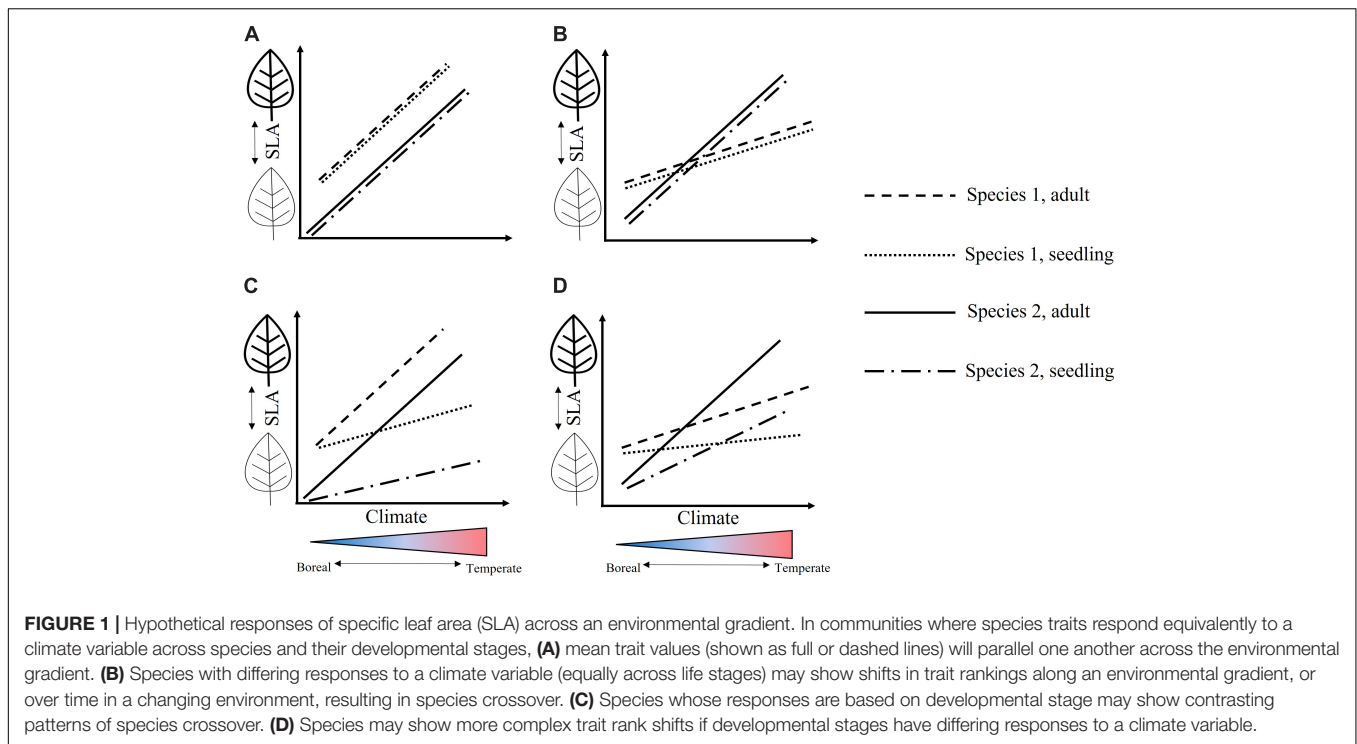 A
B
SLA
SLA
Species 1, adult
Species 1, seedling
Species 2, adult
Species 2, seedling
C
D
SLA
SLA
Climate
Climate
Boreal
Temperate
Boreal
Temperate
FIGURE 1 | Hypothetical responses of specific leaf area (SLA) across an environmental gradient. In communities where species traits respond equivalently to a
climate variable across species and their developmental stages, (A) mean trait values (shown as full or dashed lines) will parallel one another across the environmental
gradient. (B) Species with differing responses to a climate variable (equally across life stages) may show shifts in trait rankings along an environmental gradient, or
over time in a changing environment, resulting in species crossover. (C) Species whose responses are based on developmental stage may show contrasting
patterns of species crossover. (D) Species may show more complex trait rank shifts if developmental stages have differing responses to a climate variable.